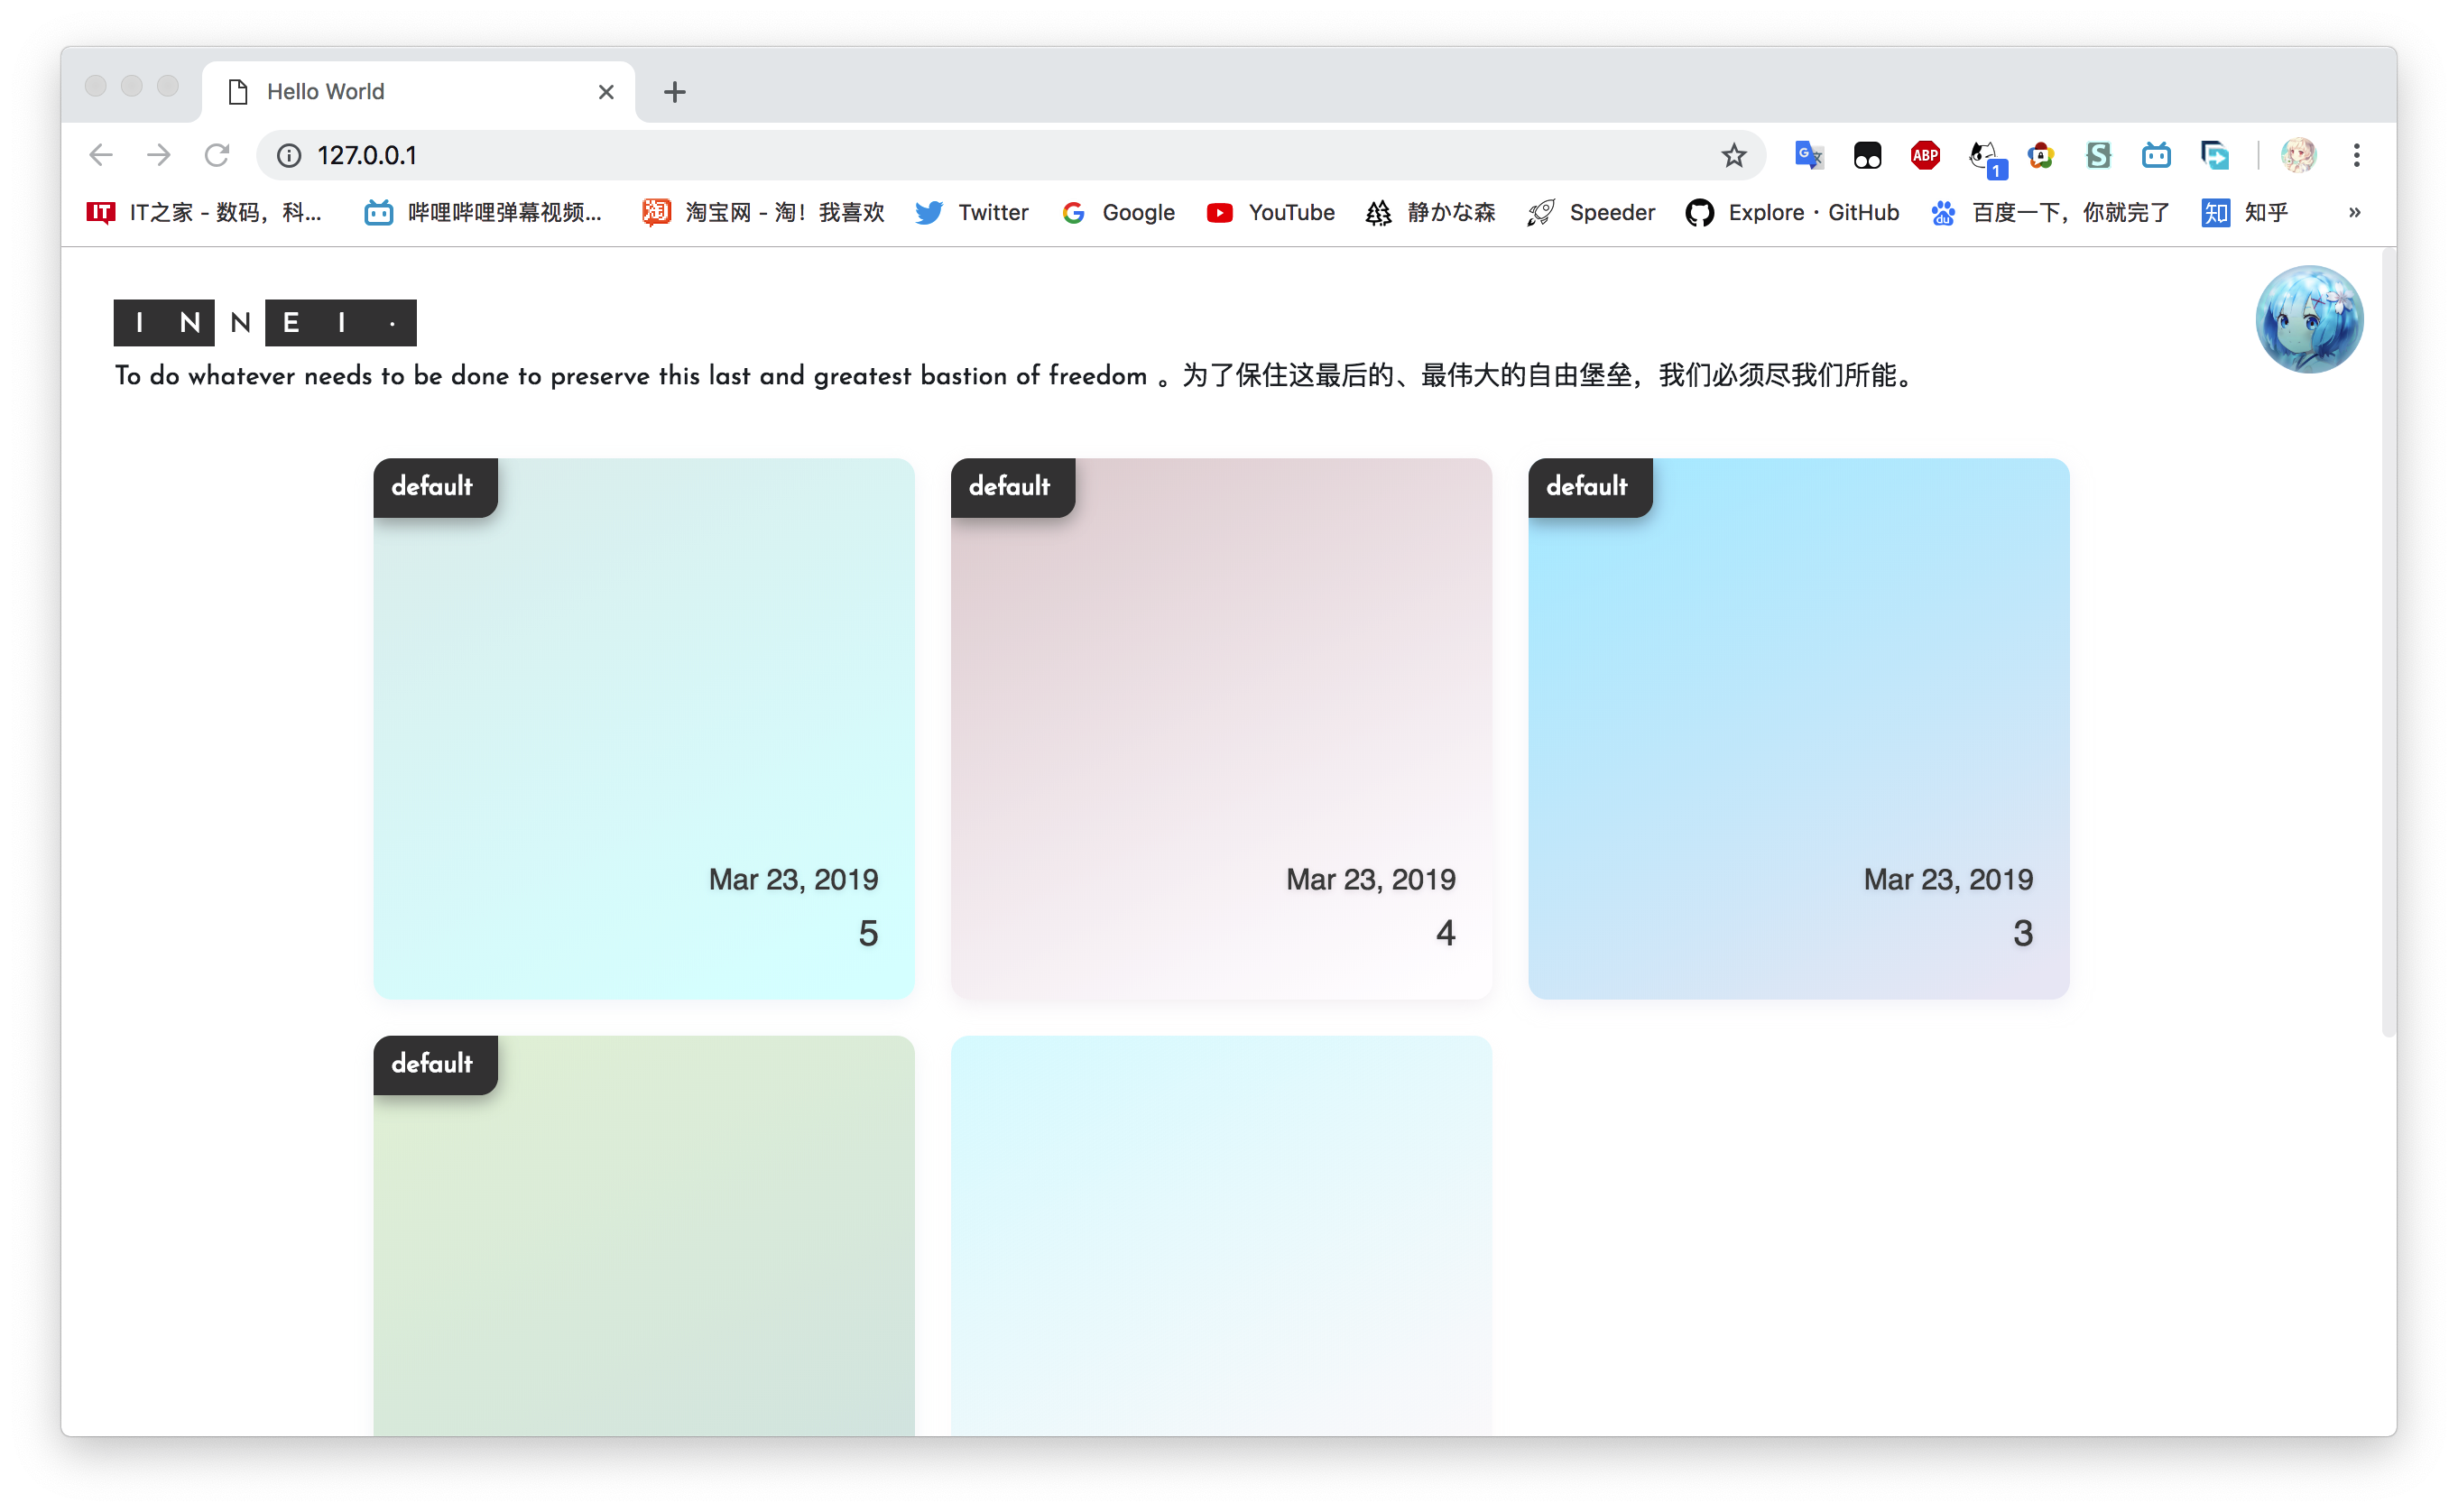 Hello World
127.0.0.1
ABP
1
IT之家 - 数码，科...
哔哩哔哩弹幕视频...
淘宝网 - 淘！我喜欢
Twitter
Google
YouTube
静かな森
Speeder
Explore · GitHub
百度一下，你就完了
知乎
»
INNEI·
To do whatever needs to be done to preserve this last and greatest bastion of freedom 。为了保住这最后的、最伟大的自由堡垒，我们必须尽我们所能。
default
Mar 23, 2019
5
default
Mar 23, 2019
4
default
Mar 23, 2019
3
default